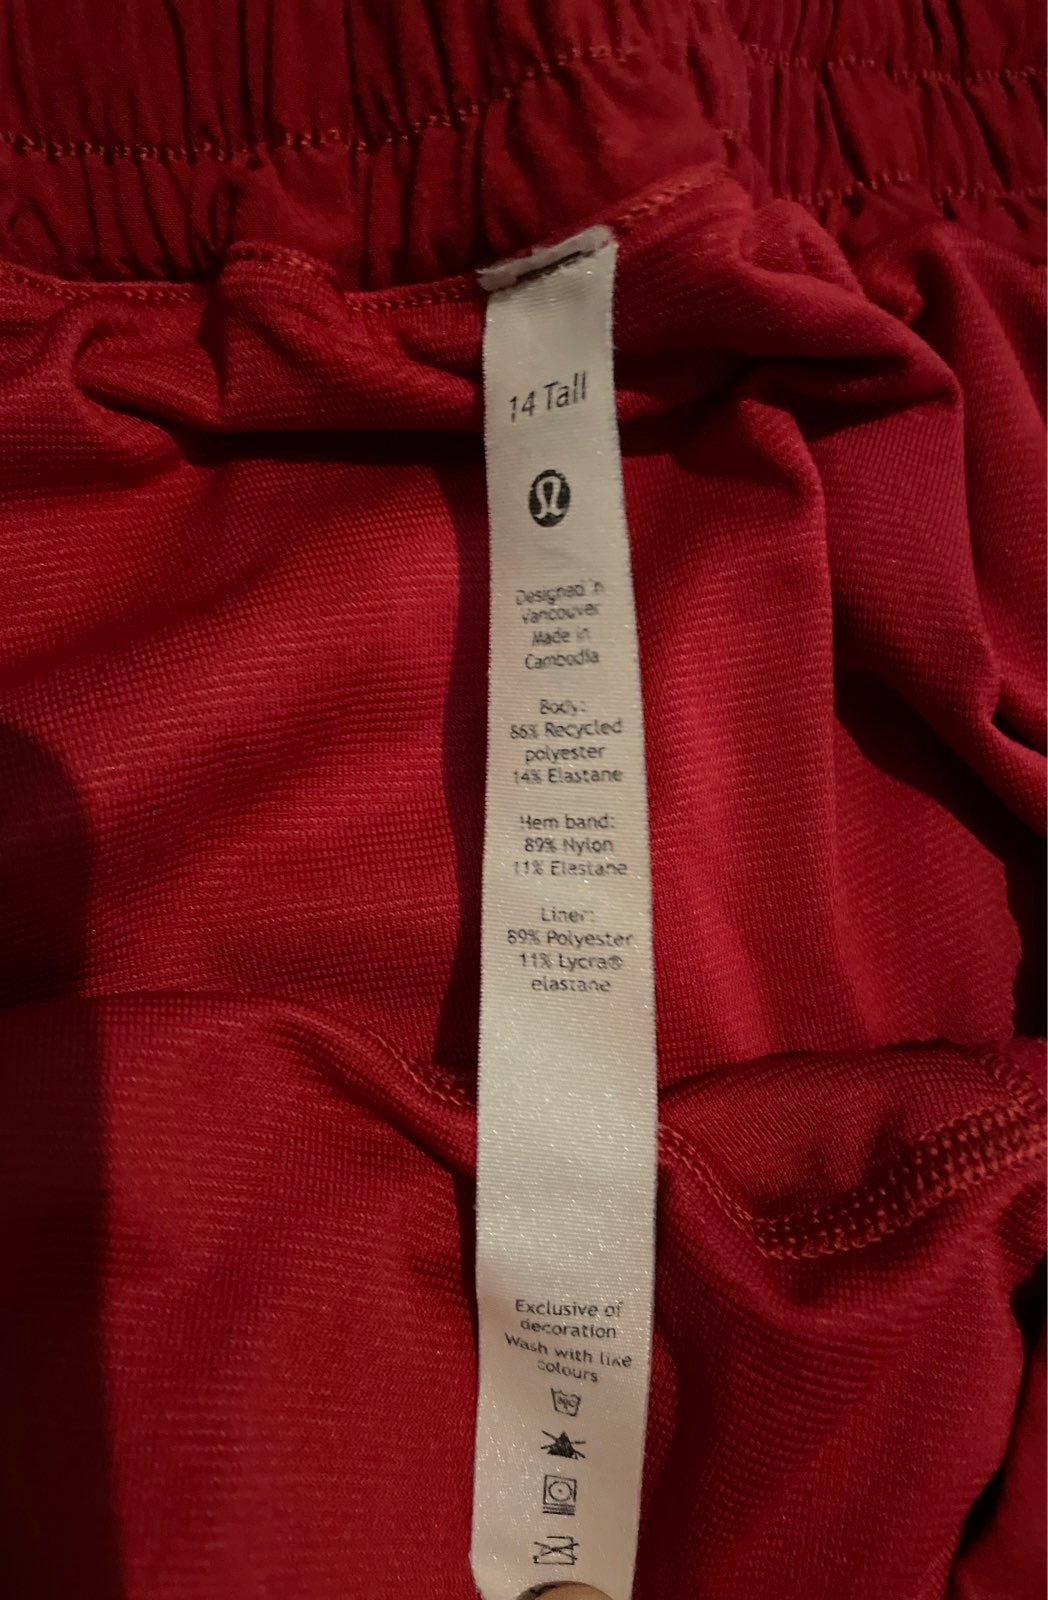 14 Tall
Designed in
Vancouver
Made in
Cambodia
Body:
86% Recycled
polyester
14% Elastane
Hem band:
89% Nylon
11% Elastane
Liner:
89% Polyester
11% Lycra®
elastane
Exclusive of
decoration
Wash with like
colours